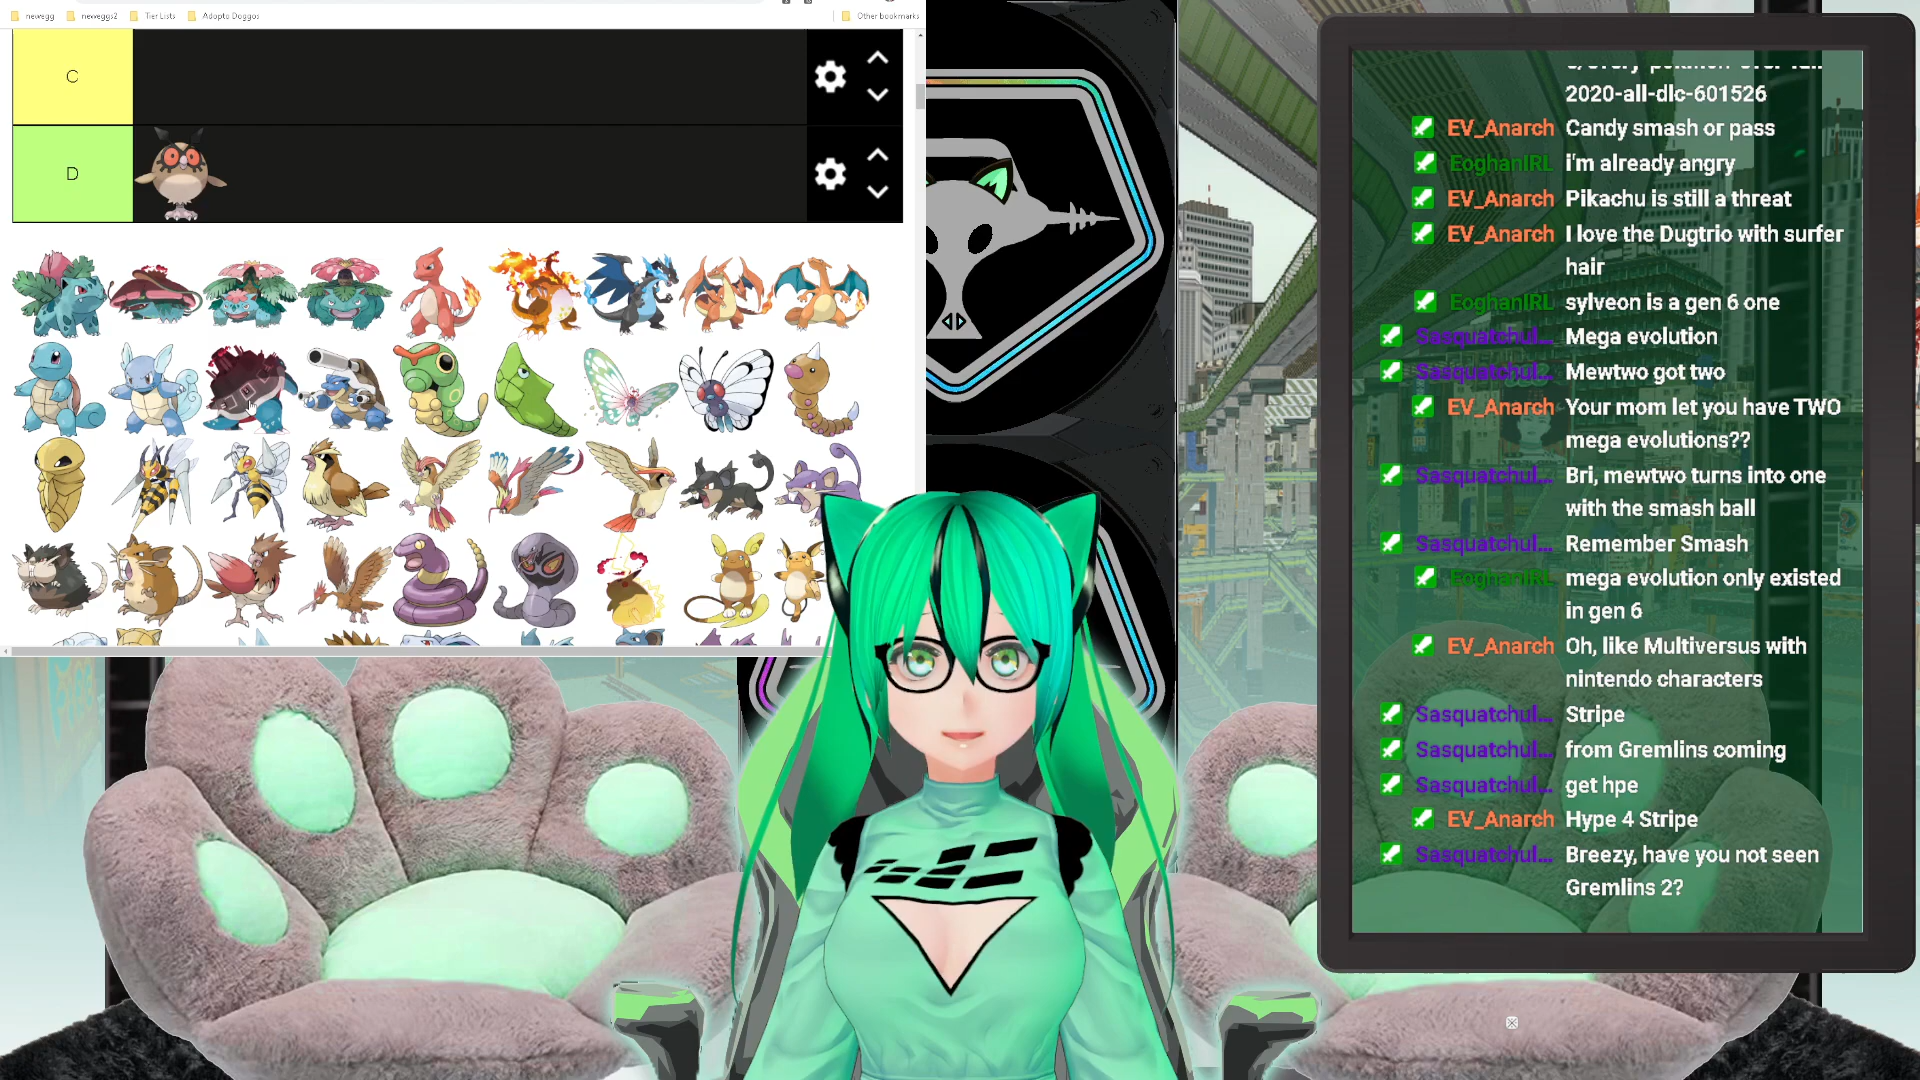 newegg
neweggs2
Tier Lists
Adopto Doggos
Other bookmarks
C
D
2020-all-dlc-601526
EV_Anarch Candy smash or pass
EoghanIRL i'm already angry
EV_Anarch Pikachu is still a threat
EV_Anarch I love the Dugtrio with surfer
hair
EoghanIRL sylveon is a gen 6 one
Sasquatchul... Mega evolution
Sasquatchul... Mewtwo got two
EV_Anarch Your mom let you have TWO
mega evolutions??
Sasquatchul... Bri, mewtwo turns into one
with the smash ball
Sasquatchul... Remember Smash
EoghanIRL mega evolution only existed
in gen 6
EV_Anarch Oh, like Multiversus with
nintendo characters
Sasquatchul... Stripe
Sasquatchul... from Gremlins coming
Sasquatchul... get hpe
EV_Anarch Hype 4 Stripe
Sasquatchul... Breezy, have you not seen
Gremlins 2?